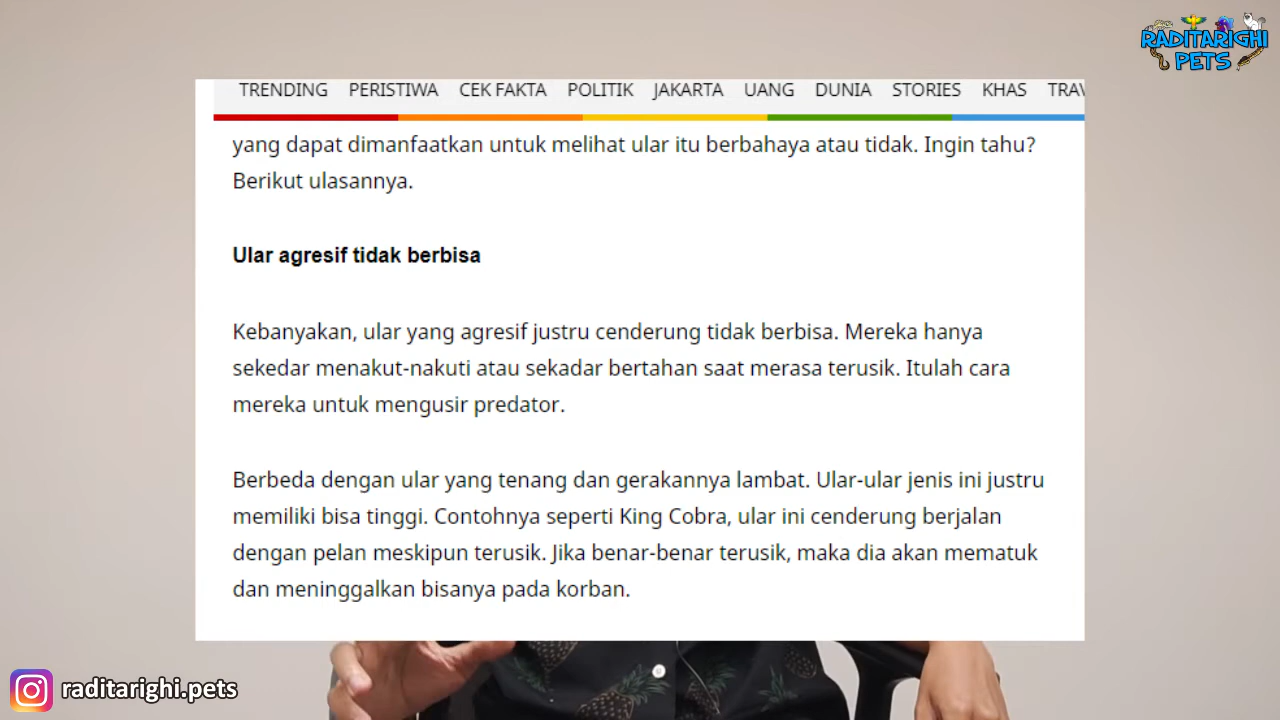 RADITARIGHI
PETS
TRENDING PERISTIWA CEK FAKTA POLITIK JAKARTA UANG DUNIA STORIES KHAS
yang dapat dimanfaatkan untuk melihat ular itu berbahaya atau tidak. Ingin tahu?
Berikut ulasannya.
Ular agresif tidak berbisa
Kebanyakan, ular yang agresif justru cenderung tidak berbisa. Mereka hanya
sekedar menakut-nakuti atau sekadar bertahan saat merasa terusik. Itulah cara
mereka untuk mengusir predator.
Berbeda dengan ular yang tenang dan gerakannya lambat. Ular-ular jenis ini justru
memiliki bisa tinggi. Contohnya seperti King Cobra, ular ini cenderung berjalan
dengan pelan meskipun terusik. Jika benar-benar terusik, maka dia akan mematuk
dan meninggalkan bisanya pada korban.
raditarighi.pets